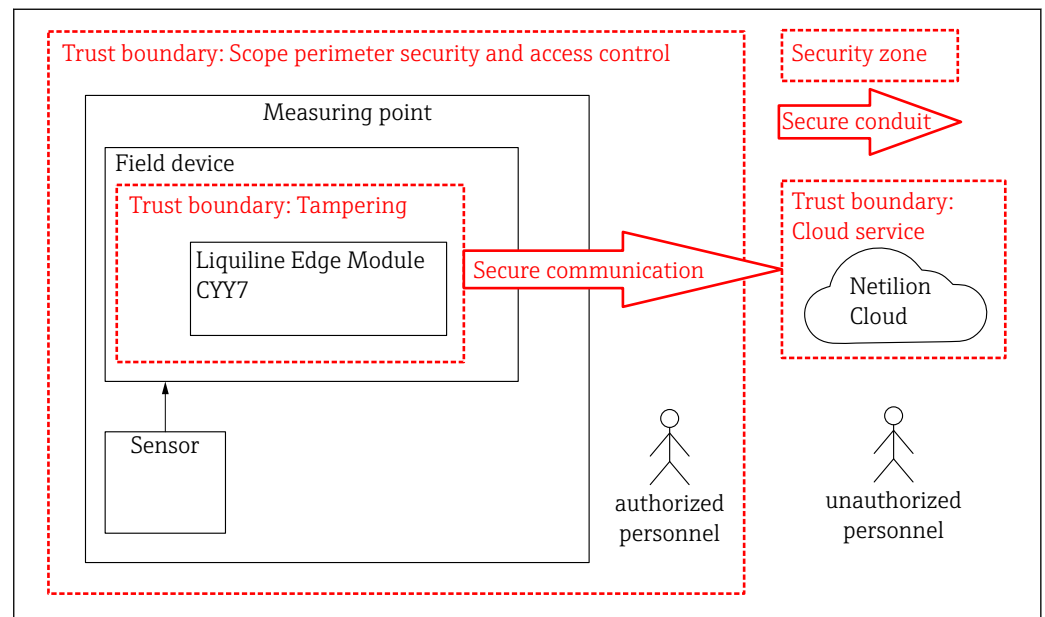 Trust boundary: Scope perimeter security and access control
Measuring point
Field device
Trust boundary: Tampering
Liquiline Edge Module
CYY7
Secure communication
Sensor
authorized
personnel
Security zone
Secure conduit
Trust boundary:
Cloud service
Netilion
Cloud
unauthorized
personnel